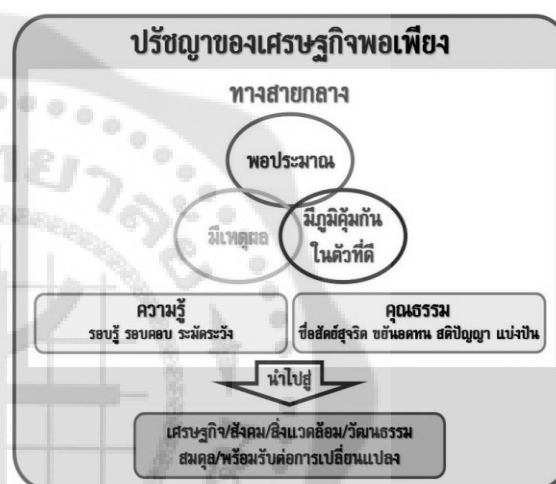 ปรัชญาของเศรษฐกิจพอเพียง
ทางสายกลาง
พอประมาณ
มีเหตุผล
มีภูมิคุ้มกัน
ในตัวที่ดี
ความรู้
รอบรู้ รอบคอบ ระมัดระวัง
คุณธรรม
ซื่อสัตย์สุจริต ขยันอดทน สติปัญญา แบ่งปัน
นำไปสู่
เศรษฐกิจ/สังคม/สิ่งแวดล้อม/วัฒนธรรม
สมดุล/พร้อมรับต่อการเปลี่ยนแปลง